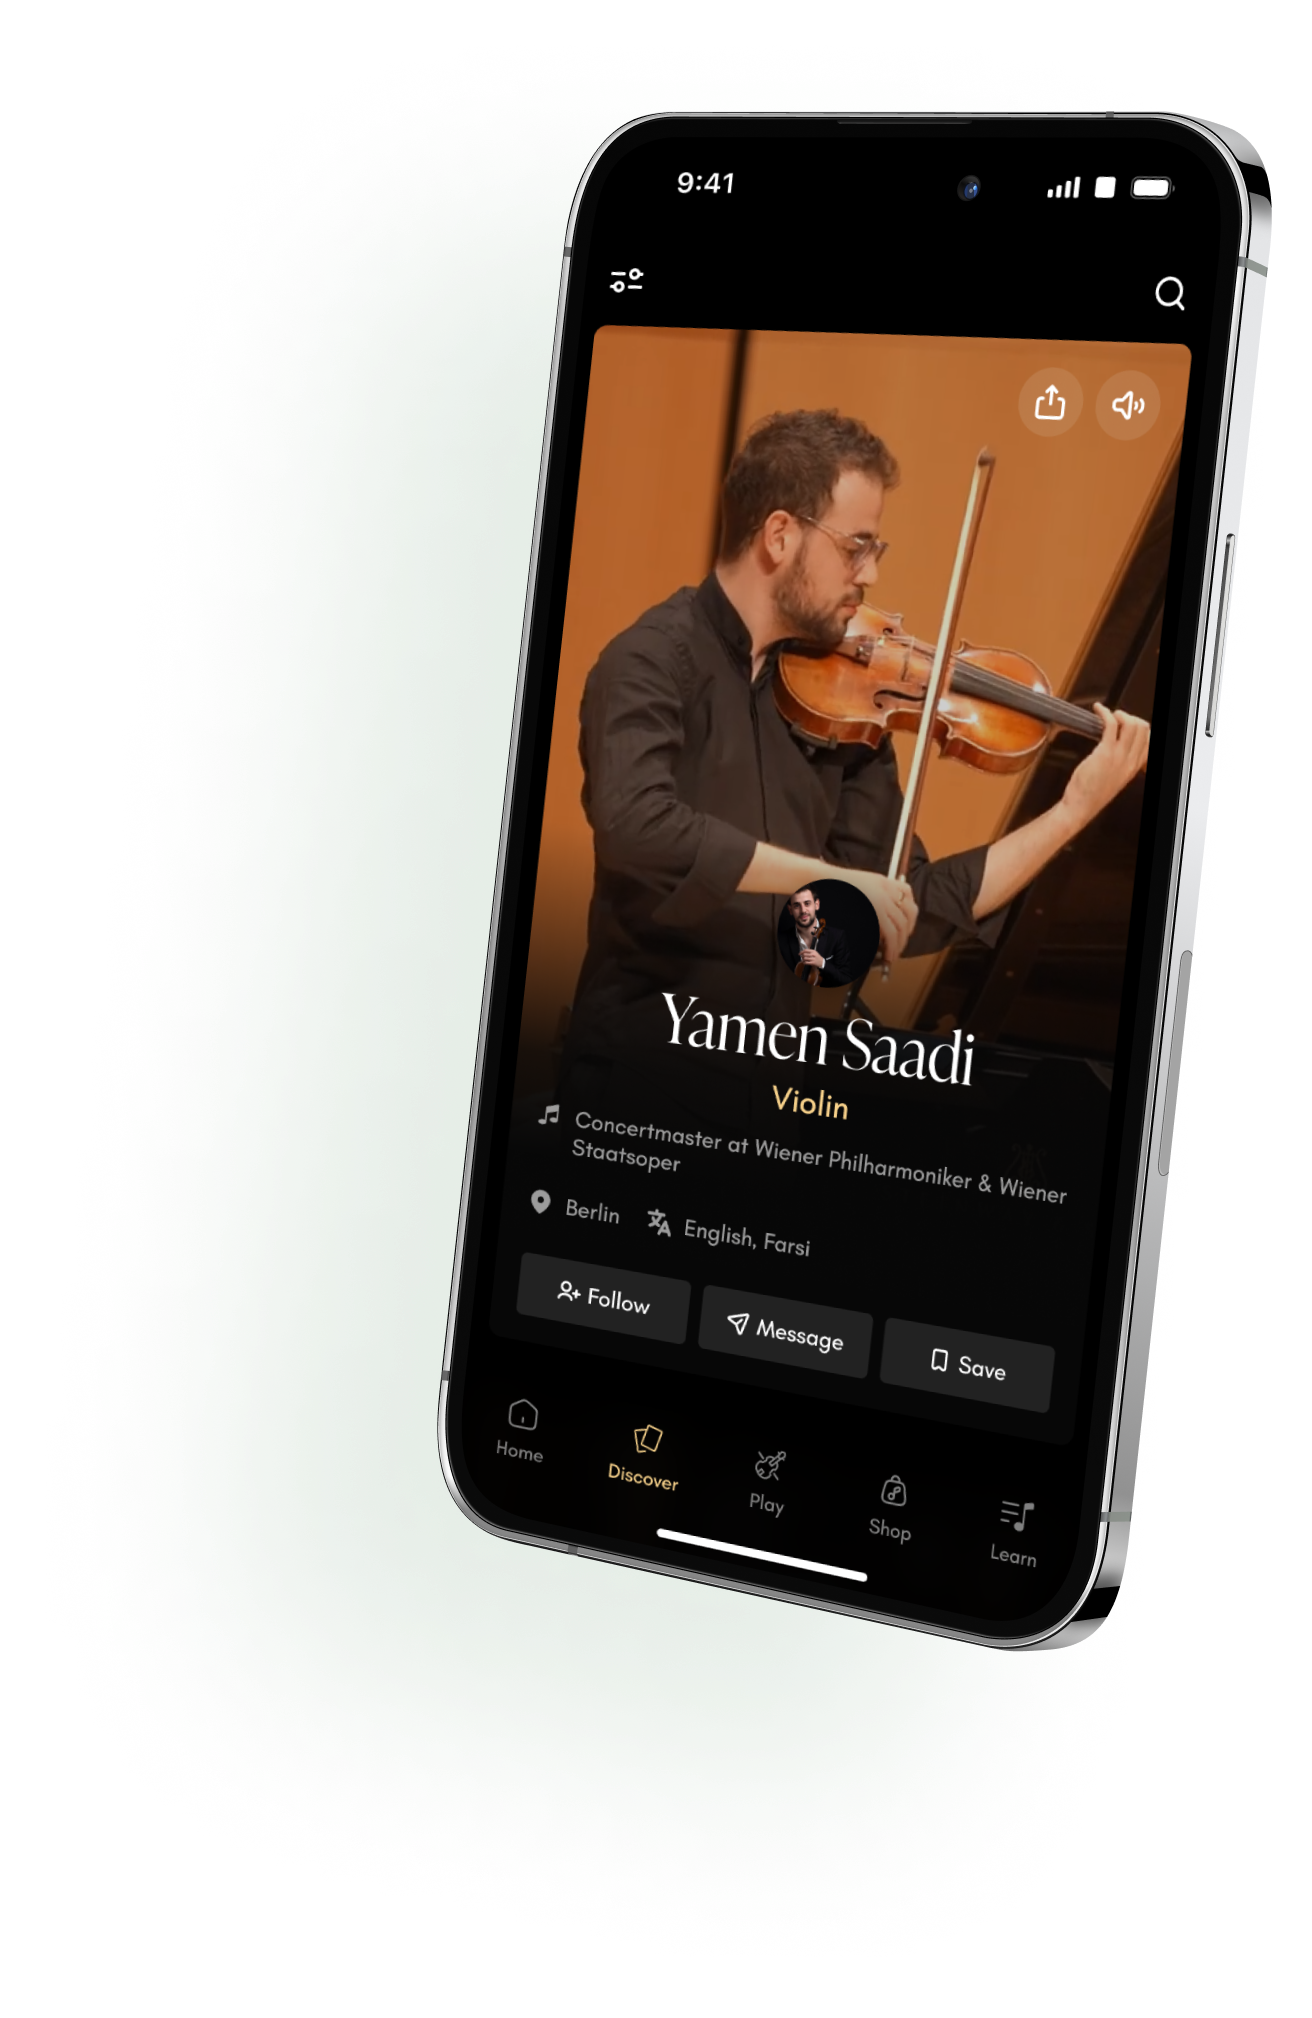 9:41
Yamen Saadi
Violin
Concertmaster at Wiener Philharmoniker & Wiener
Staatsoper
Berlin English, Farsi
Follow Message Save
Home Discover Play Shop Learn